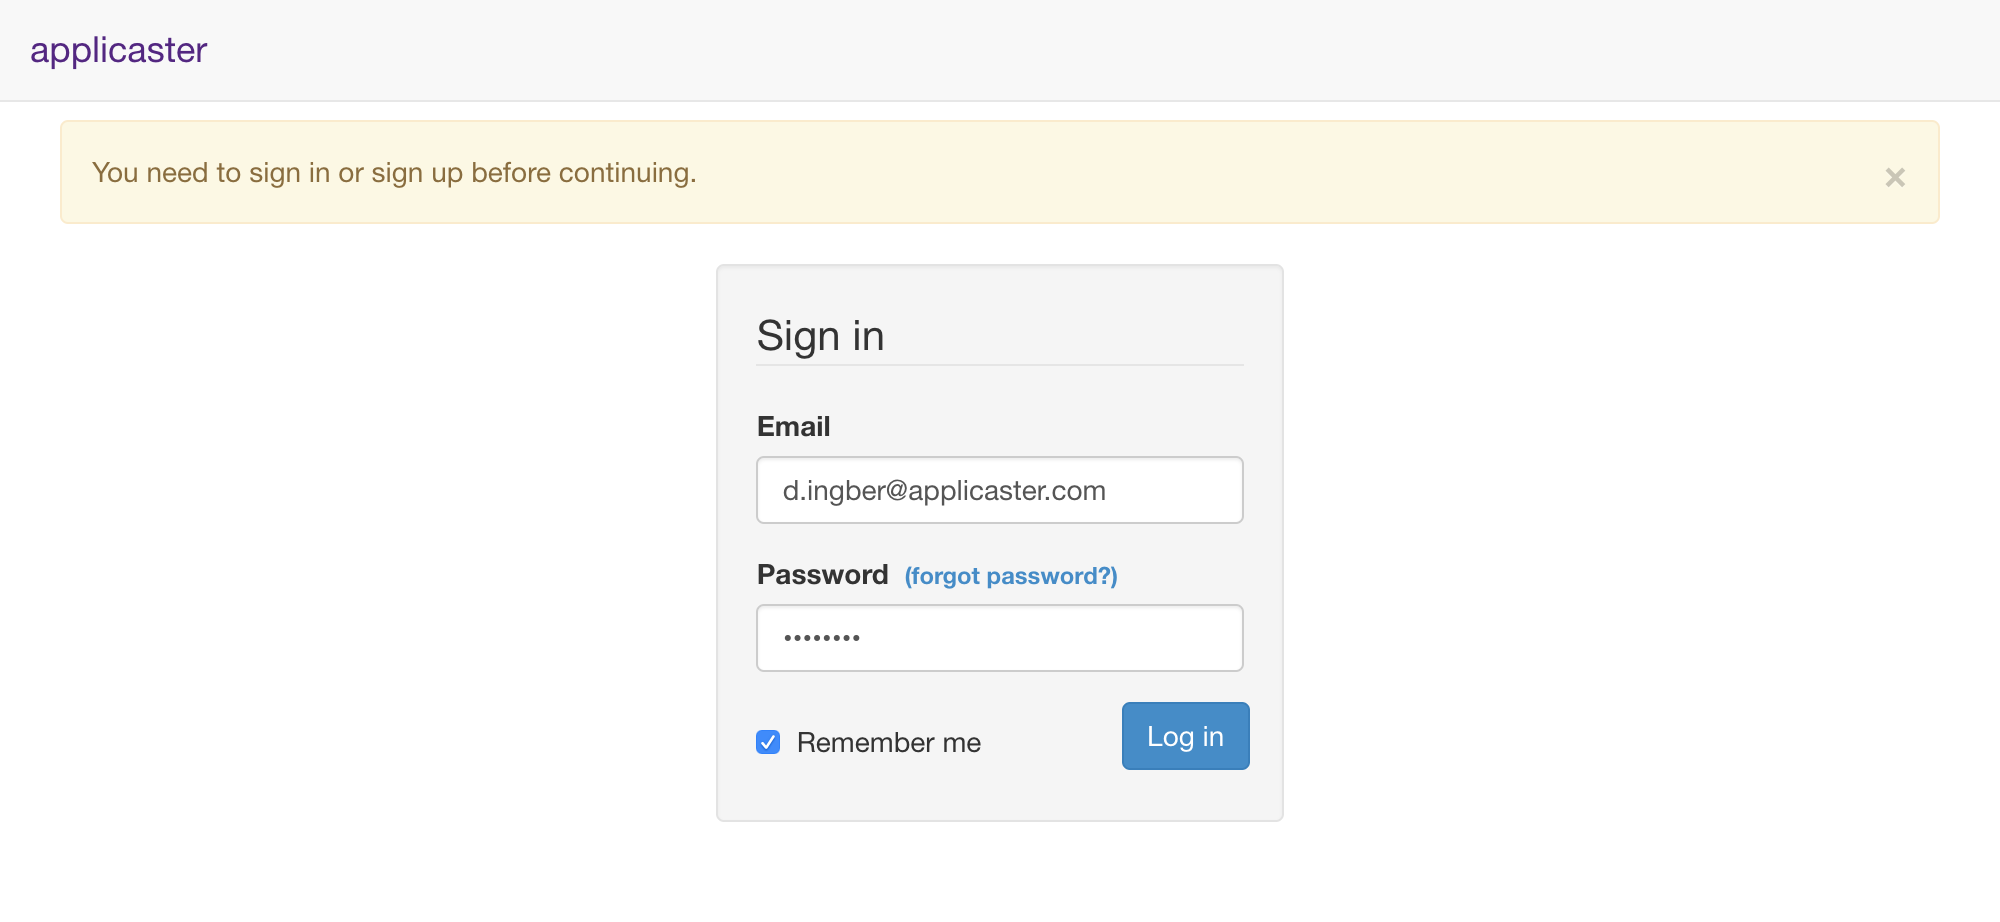 applicaster
You need to sign in or sign up before continuing.
×
Sign in
Email
d.ingber@applicaster.com
Password (forgot password?)
••••••••
Remember me
Log in